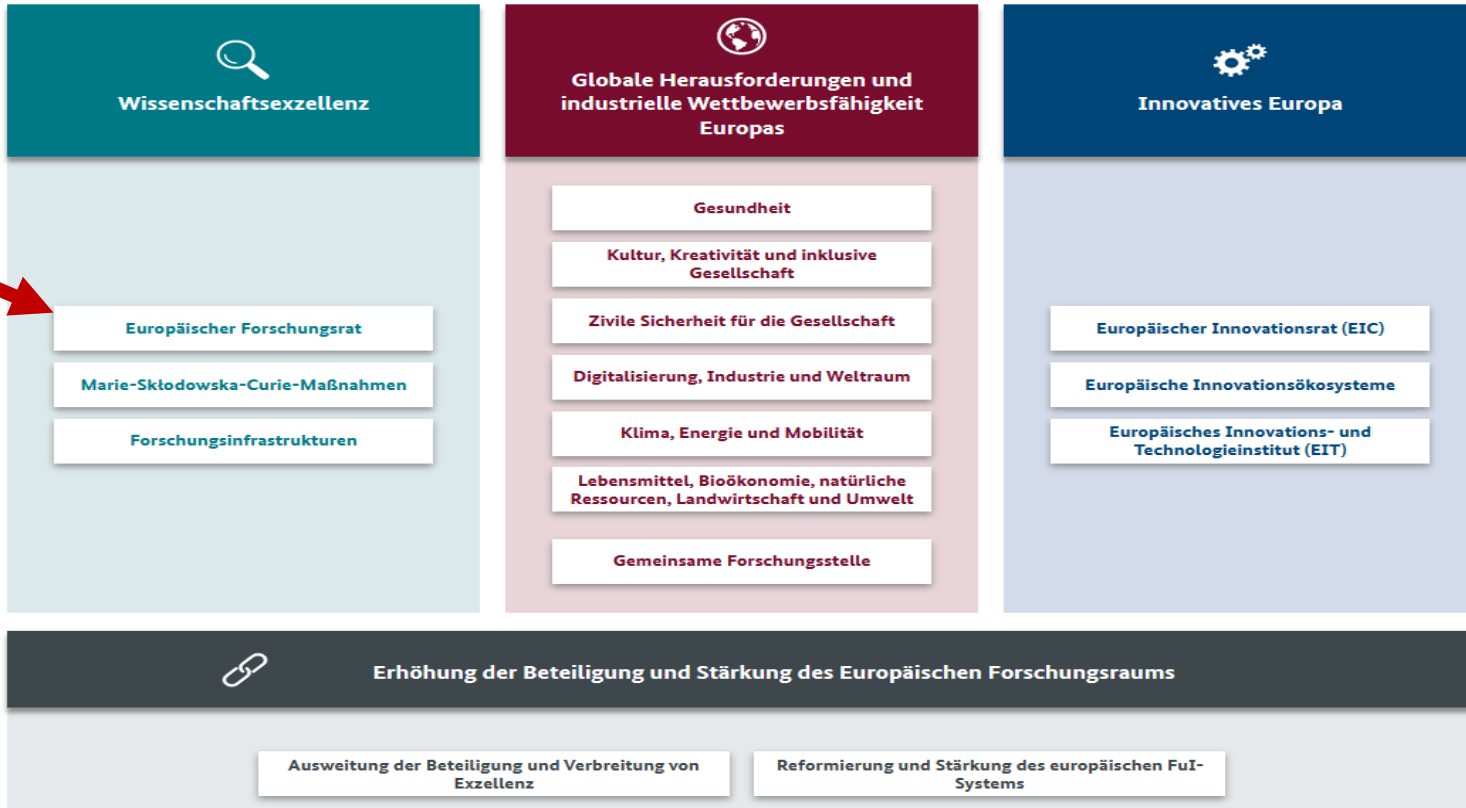 Wissenschaftsexzellenz
Globale Herausforderungen und
industrielle Wettbewerbsfähigkeit
Europas
Innovatives Europa
Europäischer Forschungsrat
Marie-Skłodowska-Curie-Maßnahmen
Forschungsinfrastrukturen
Gesundheit
Kultur, Kreativität und inklusive
Gesellschaft
Zivile Sicherheit für die Gesellschaft
Digitalisierung, Industrie und Weltraum
Klima, Energie und Mobilität
Lebensmittel, Bioökonomie, natürliche
Ressourcen, Landwirtschaft und Umwelt
Gemeinsame Forschungsstelle
Europäischer Innovationsrat (EIC)
Europäische Innovationsökosysteme
Europäisches Innovations- und
Technologieinstitut (EIT)
Erhöhung der Beteiligung und Stärkung des Europäischen Forschungsraums
Ausweitung der Beteiligung und Verbreitung von
Exzellenz
Reformierung und Stärkung des europäischen FuI-
Systems